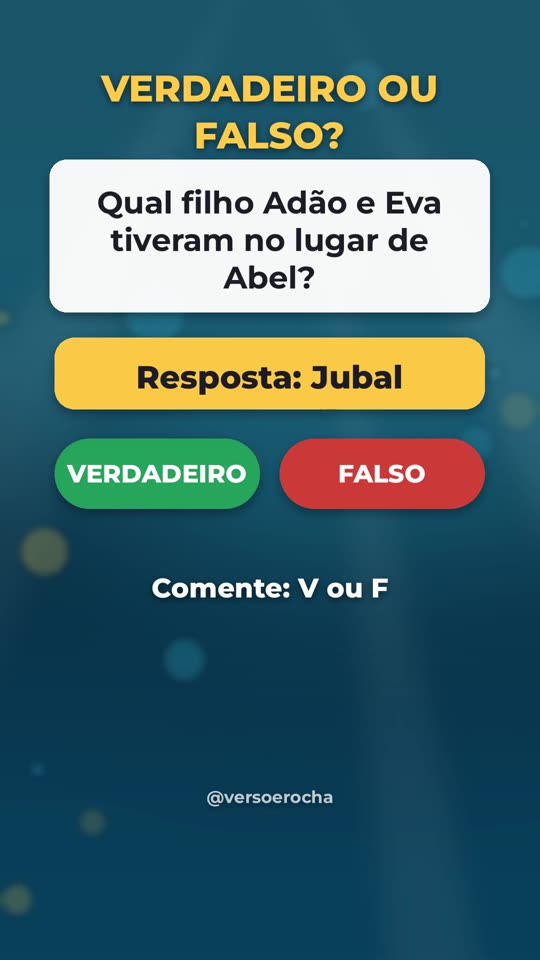 VERDADEIRO OU
FALSO?
Qual filho Adão e Eva
tiveram no lugar de
Abel?
Resposta: Jubal
VERDADEIRO
FALSO
Comente: V ou F
@versoerocha